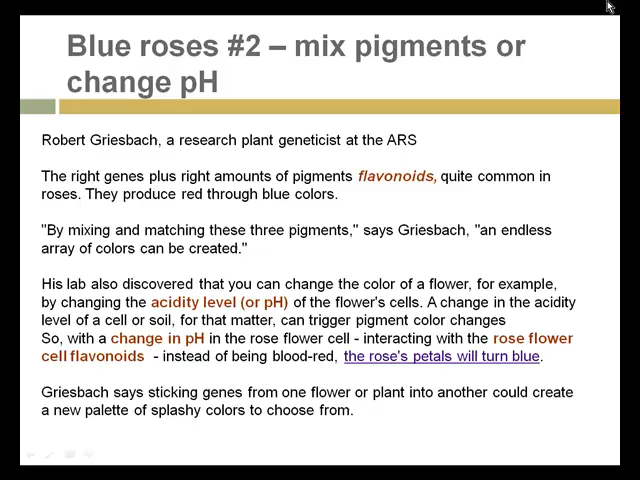 Blue roses #2 – mix pigments or
change pH
Robert Griesbach, a research plant geneticist at the ARS
The right genes plus right amounts of pigments flavonoids, quite common in
roses. They produce red through blue colors.
"By mixing and matching these three pigments," says Griesbach, "an endless
array of colors can be created."
His lab also discovered that you can change the color of a flower, for example,
by changing the acidity level (or pH) of the flower's cells. A change in the acidity
level of a cell or soil, for that matter, can trigger pigment color changes
So, with a change in pH in the rose flower cell - interacting with the rose flower
cell flavonoids - instead of being blood-red, the rose's petals will turn blue.
Griesbach says sticking genes from one flower or plant into another could create
a new palette of splashy colors to choose from.